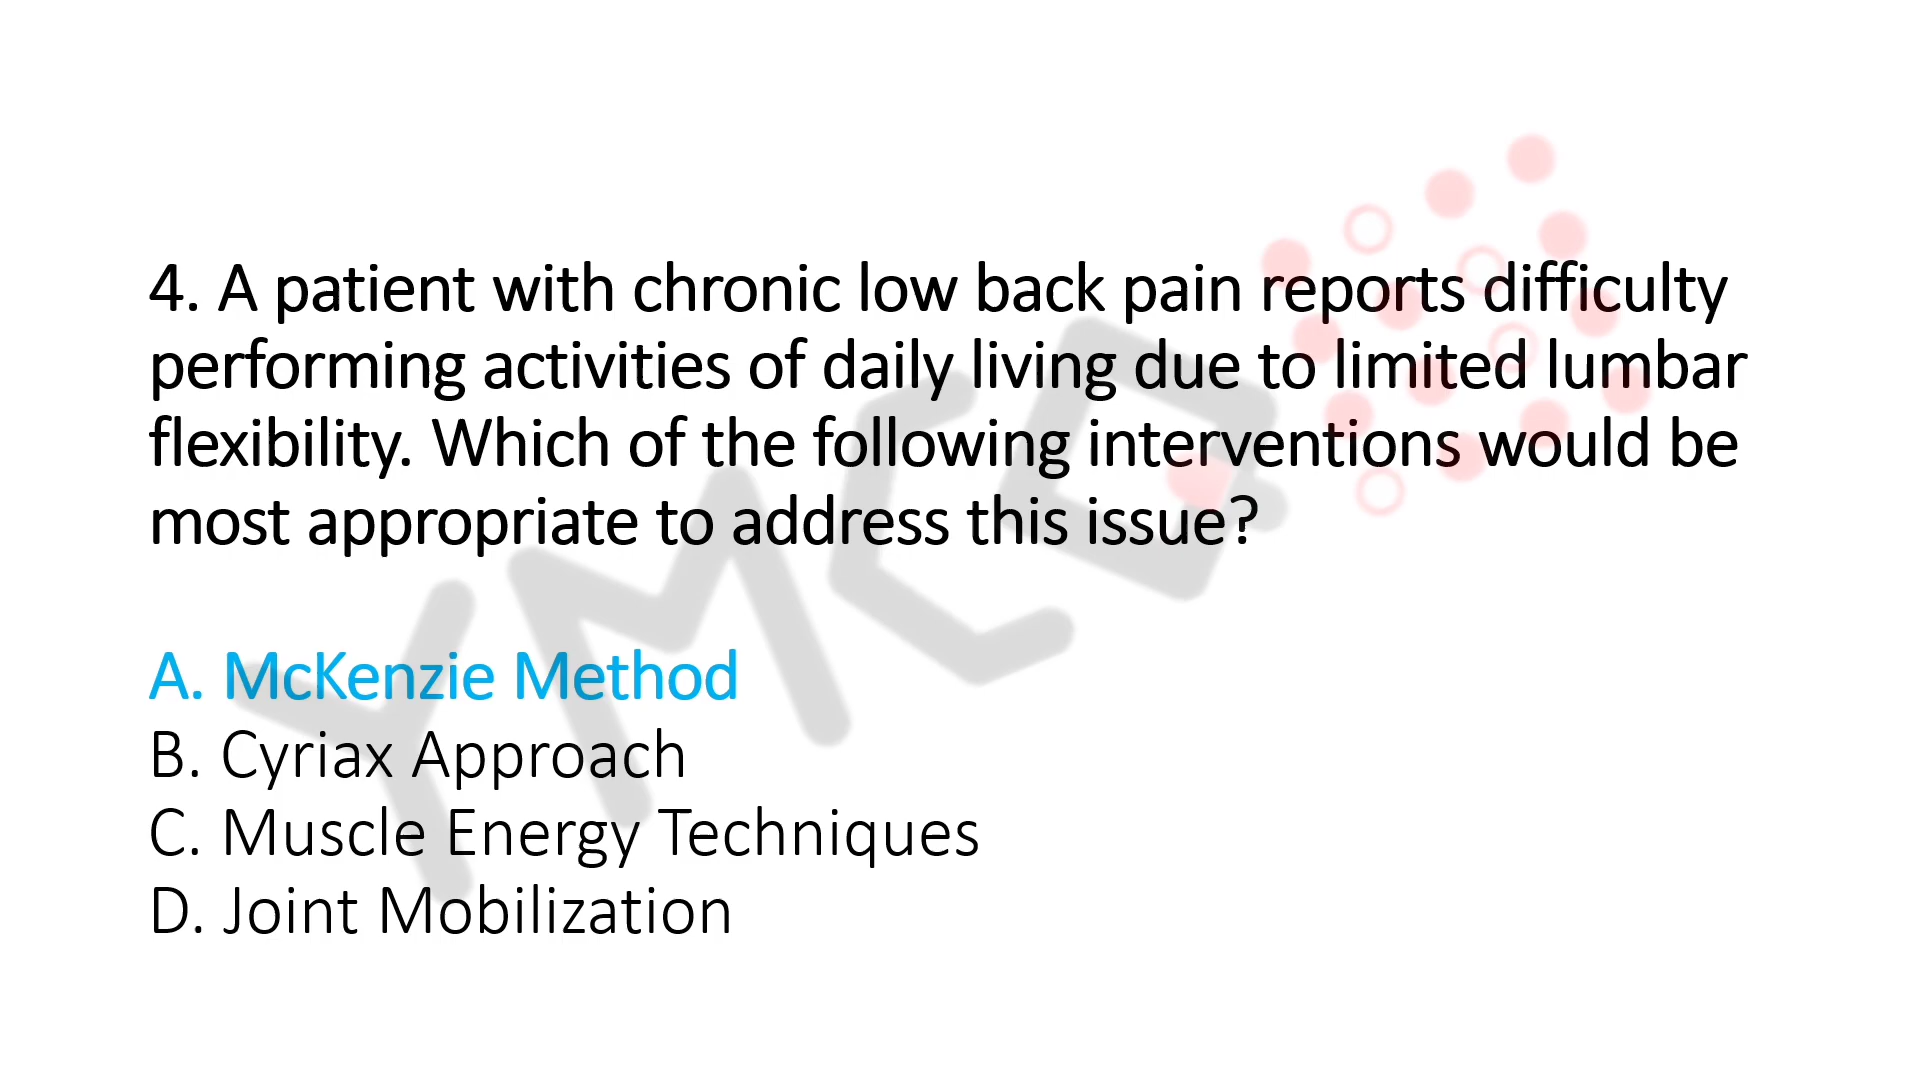 4. A patient with chronic low back pain reports difficulty
performing activities of daily living due to limited lumbar
flexibility. Which of the following interventions would be
most appropriate to address this issue?
A. McKenzie Method
B. Cyriax Approach
C. Muscle Energy Techniques
D. Joint Mobilization
YMCQ